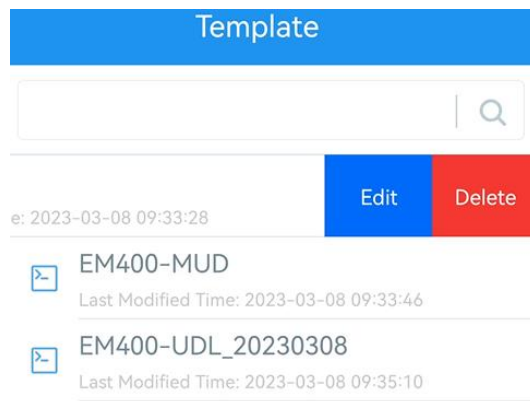 Template
Edit
Delete
e: 2023-03-08 09:33:28
EM400-MUD
Last Modified Time: 2023-03-08 09:33:46
EM400-UDL_20230308
Last Modified Time: 2023-03-08 09:35:10